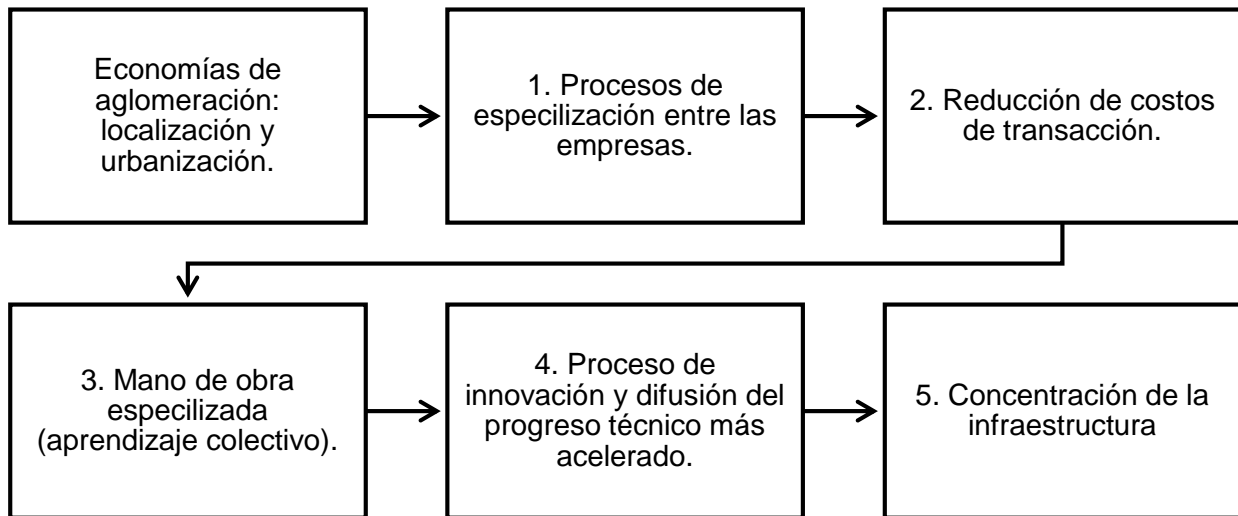 Economías de
aglomeración:
localización y
urbanización.
1. Procesos de
especilización entre las
empresas.
2. Reducción de costos
de transacción.
3. Mano de obra
especilizada
(aprendizaje colectivo).
4. Proceso de
innovación y difusión del
progreso técnico más
acelerado.
5. Concentración de la
infraestructura